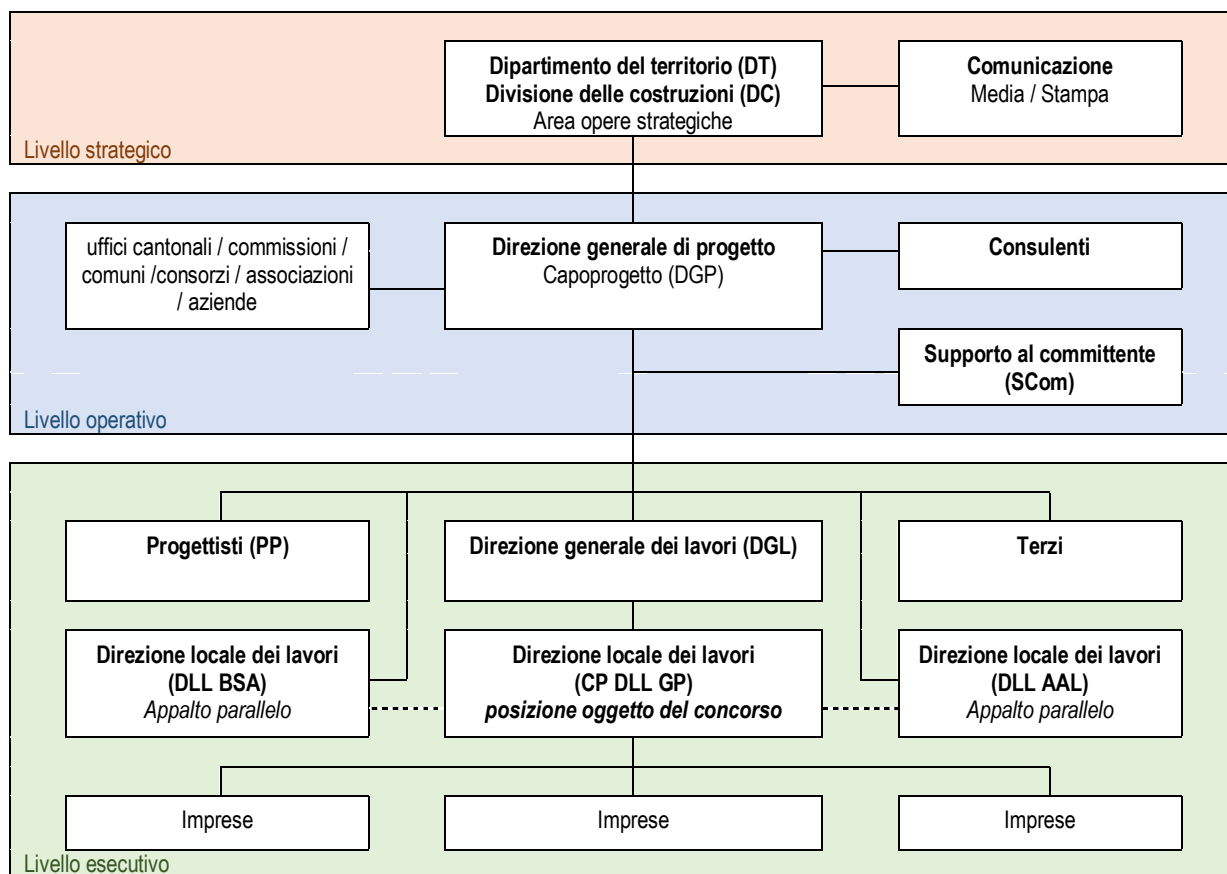 Dipartimento del territorio (DT)
Divisione delle costruzioni (DC)
Area opere strategiche
Comunicazione
Media / Stampa
Livello strategico
uffici cantonali / commissioni /
comuni /consorzi / associazioni
/ aziende
Direzione generale di progetto
Capoprogetto (DGP)
Consulenti
Supporto al committente
(SCom)
Livello operativo
Progettisti (PP)
Direzione generale dei lavori (DGL)
Terzi
Direzione locale dei lavori
(DLL BSA)
Appalto parallelo
Direzione locale dei lavori
(CP DLL GP)
posizione oggetto del concorso
Direzione locale dei lavori
(DLL AAL)
Appalto parallelo
Imprese
Imprese
Imprese
Livello esecutivo